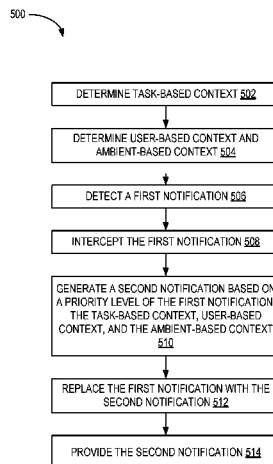 500
DETERMINE TASK-BASED CONTEXT 502
DETERMINE USER-BASED CONTEXT AND
AMBIENT-BASED CONTEXT 504
DETECT A FIRST NOTIFICATION 506
INTERCEPT THE FIRST NOTIFICATION 508
GENERATE A SECOND NOTIFICATION BASED ON
A PRIORITY LEVEL OF THE FIRST NOTIFICATION
THE TASK-BASED CONTEXT, USER-BASED
CONTEXT, AND THE AMBIENT-BASED CONTEXT
510
REPLACE THE FIRST NOTIFICATION WITH THE
SECOND NOTIFICATION 512
PROVIDE THE SECOND NOTIFICATION 514